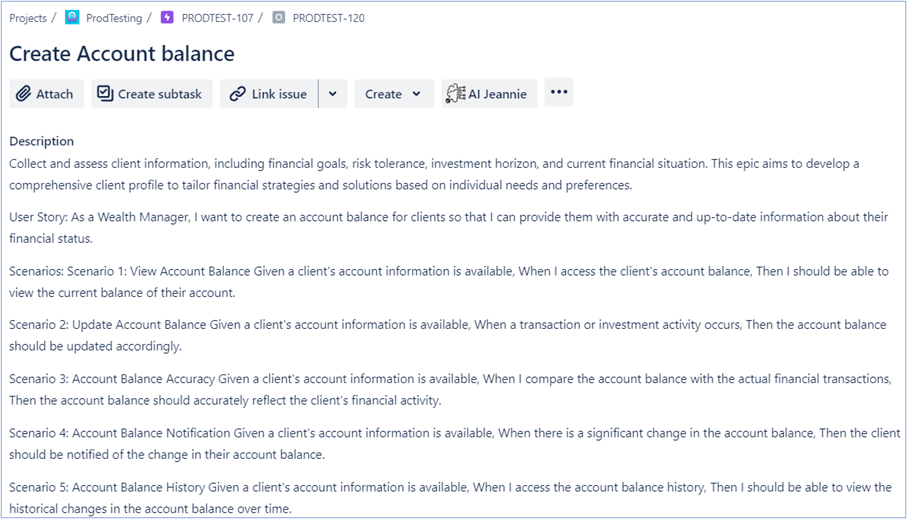 Projects / ProdTesting / PRODTEST-107 / PRODTEST-120
Create Account balance
Attach Create subtask Link issue Create AI Jeannie •••
Description
Collect and assess client information, including financial goals, risk tolerance, investment horizon, and current financial situation. This epic aims to develop a
comprehensive client profile to tailor financial strategies and solutions based on individual needs and preferences.
User Story: As a Wealth Manager, I want to create an account balance for clients so that I can provide them with accurate and up-to-date information about their
financial status.
Scenarios: Scenario 1: View Account Balance Given a client's account information is available, When I access the client's account balance, Then I should be able to
view the current balance of their account.
Scenario 2: Update Account Balance Given a client's account information is available, When a transaction or investment activity occurs, Then the account balance
should be updated accordingly.
Scenario 3: Account Balance Accuracy Given a client's account information is available, When I compare the account balance with the actual financial transactions,
Then the account balance should accurately reflect the client's financial activity.
Scenario 4: Account Balance Notification Given a client's account information is available, When there is a significant change in the account balance, Then the client
should be notified of the change in their account balance.
Scenario 5: Account Balance History Given a client's account information is available, When I access the account balance history, Then I should be able to view the
historical changes in the account balance over time.